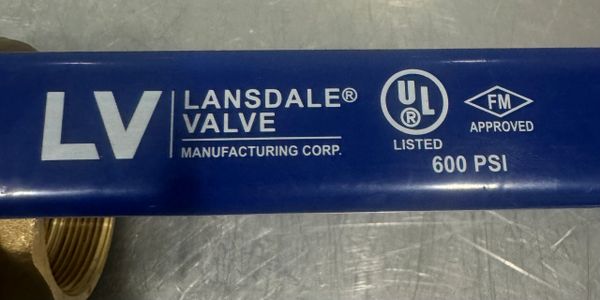 LV
LANSDALE®
VALVE
MANUFACTURING CORP.
UL
®
LISTED
FM
APPROVED
600 PSI